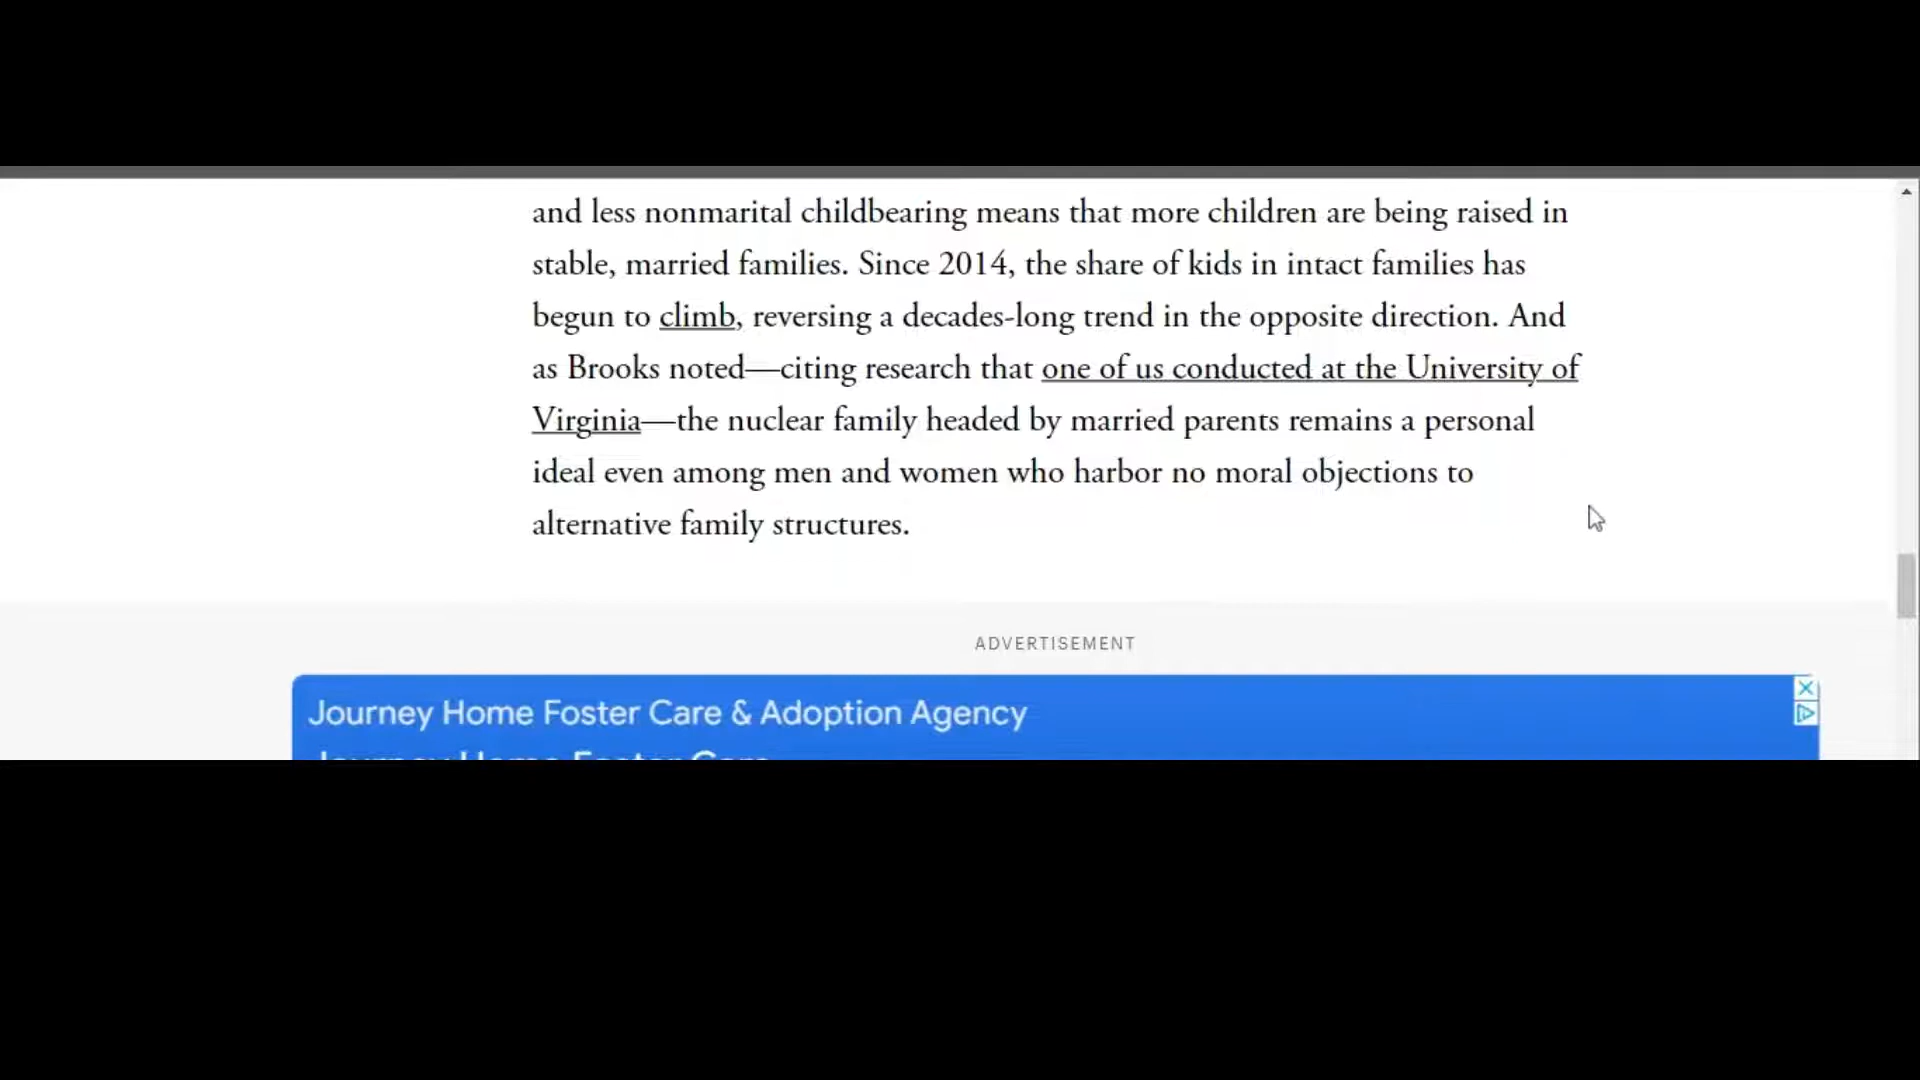 and less nonmarital childbearing means that more children are being raised in
stable, married families. Since 2014, the share of kids in intact families has
begun to climb, reversing a decades-long trend in the opposite direction. And
as Brooks noted—citing research that one of us conducted at the University of
Virginia—the nuclear family headed by married parents remains a personal
ideal even among men and women who harbor no moral objections to
alternative family structures.
ADVERTISEMENT
Journey Home Foster Care & Adoption Agency
Journey Home Foster Care